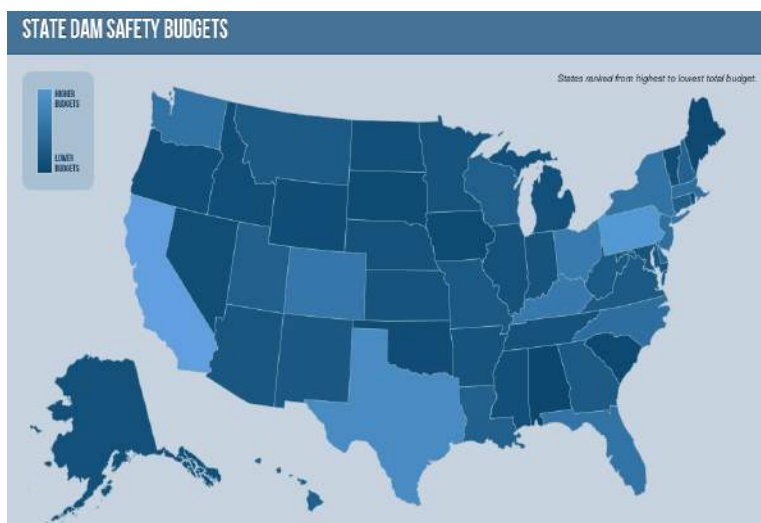 STATE DAM SAFETY BUDGETS
States ranked from highest to lowest total budget.
HIGHER
BUDGETS
LOWER
BUDGETS